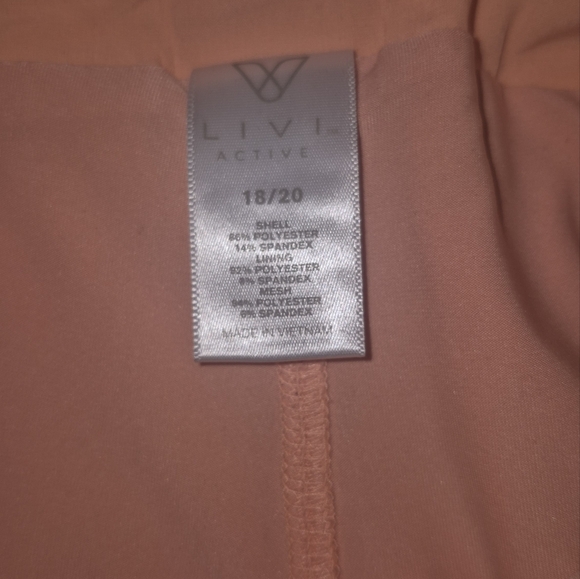 LIVI™
ACTIVE
18/20
SHELL
86% POLYESTER
14% SPANDEX
LINING
92% POLYESTER
8% SPANDEX
MESH
94% POLYESTER
6% SPANDEX
MADE IN VIETNAM